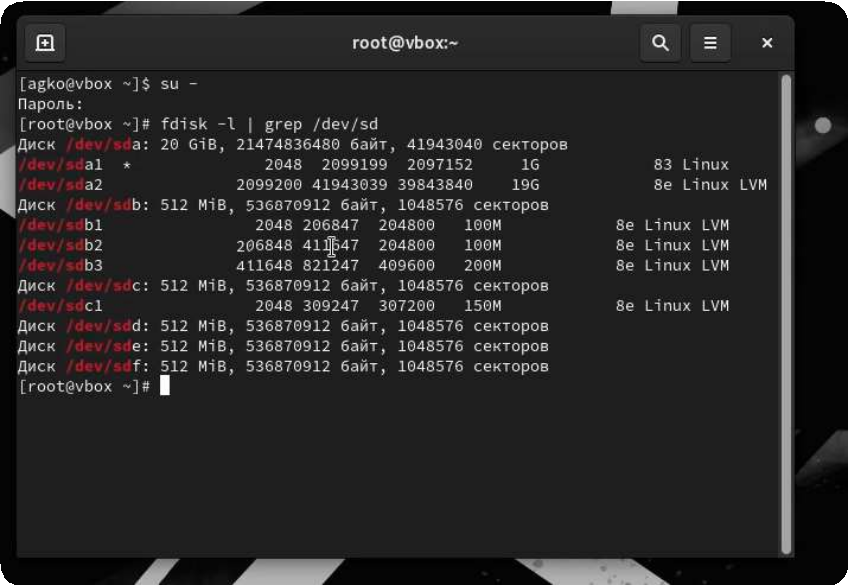 root@vbox:~
[agko@vbox ~]$ su -
Пароль:
[root@vbox ~]# fdisk -l | grep /dev/sd
Диск /dev/sda: 20 GiB, 21474836480 байт, 41943040 секторов
/dev/sda1  *              2048  2099199  2097152     1G            83 Linux
/dev/sda2              2099200 41943039 39843840    19G            8e Linux LVM
Диск /dev/sdb: 512 MiB, 536870912 байт, 1048576 секторов
/dev/sdb1                2048 206847  204800   100M            8e Linux LVM
/dev/sdb2              206848 411647  204800   100M            8e Linux LVM
/dev/sdb3              411648 821247  409600   200M            8e Linux LVM
Диск /dev/sdc: 512 MiB, 536870912 байт, 1048576 секторов
/dev/sdc1                2048 309247  307200   150M            8e Linux LVM
Диск /dev/sdd: 512 MiB, 536870912 байт, 1048576 секторов
Диск /dev/sde: 512 MiB, 536870912 байт, 1048576 секторов
Диск /dev/sdf: 512 MiB, 536870912 байт, 1048576 секторов
[root@vbox ~]#